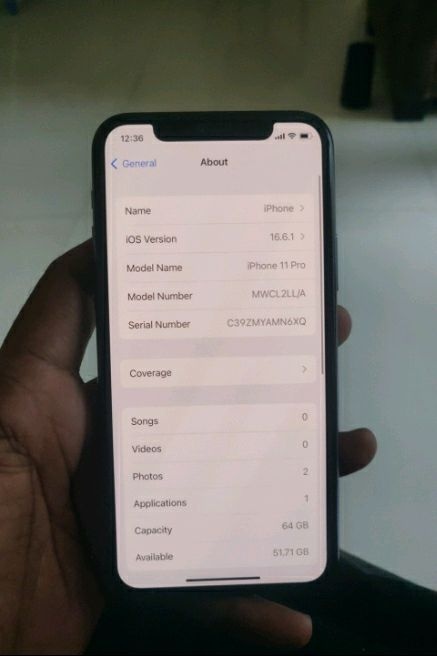 12:36
General
About
Name iPhone
iOS Version 16.6.1
Model Name iPhone 11 Pro
Model Number MWCL2LL/A
Serial Number C39ZMYAMN6XQ
Coverage
Songs 0
Videos 0
Photos 2
Applications 1
Capacity 64 GB
Available 51.71 GB